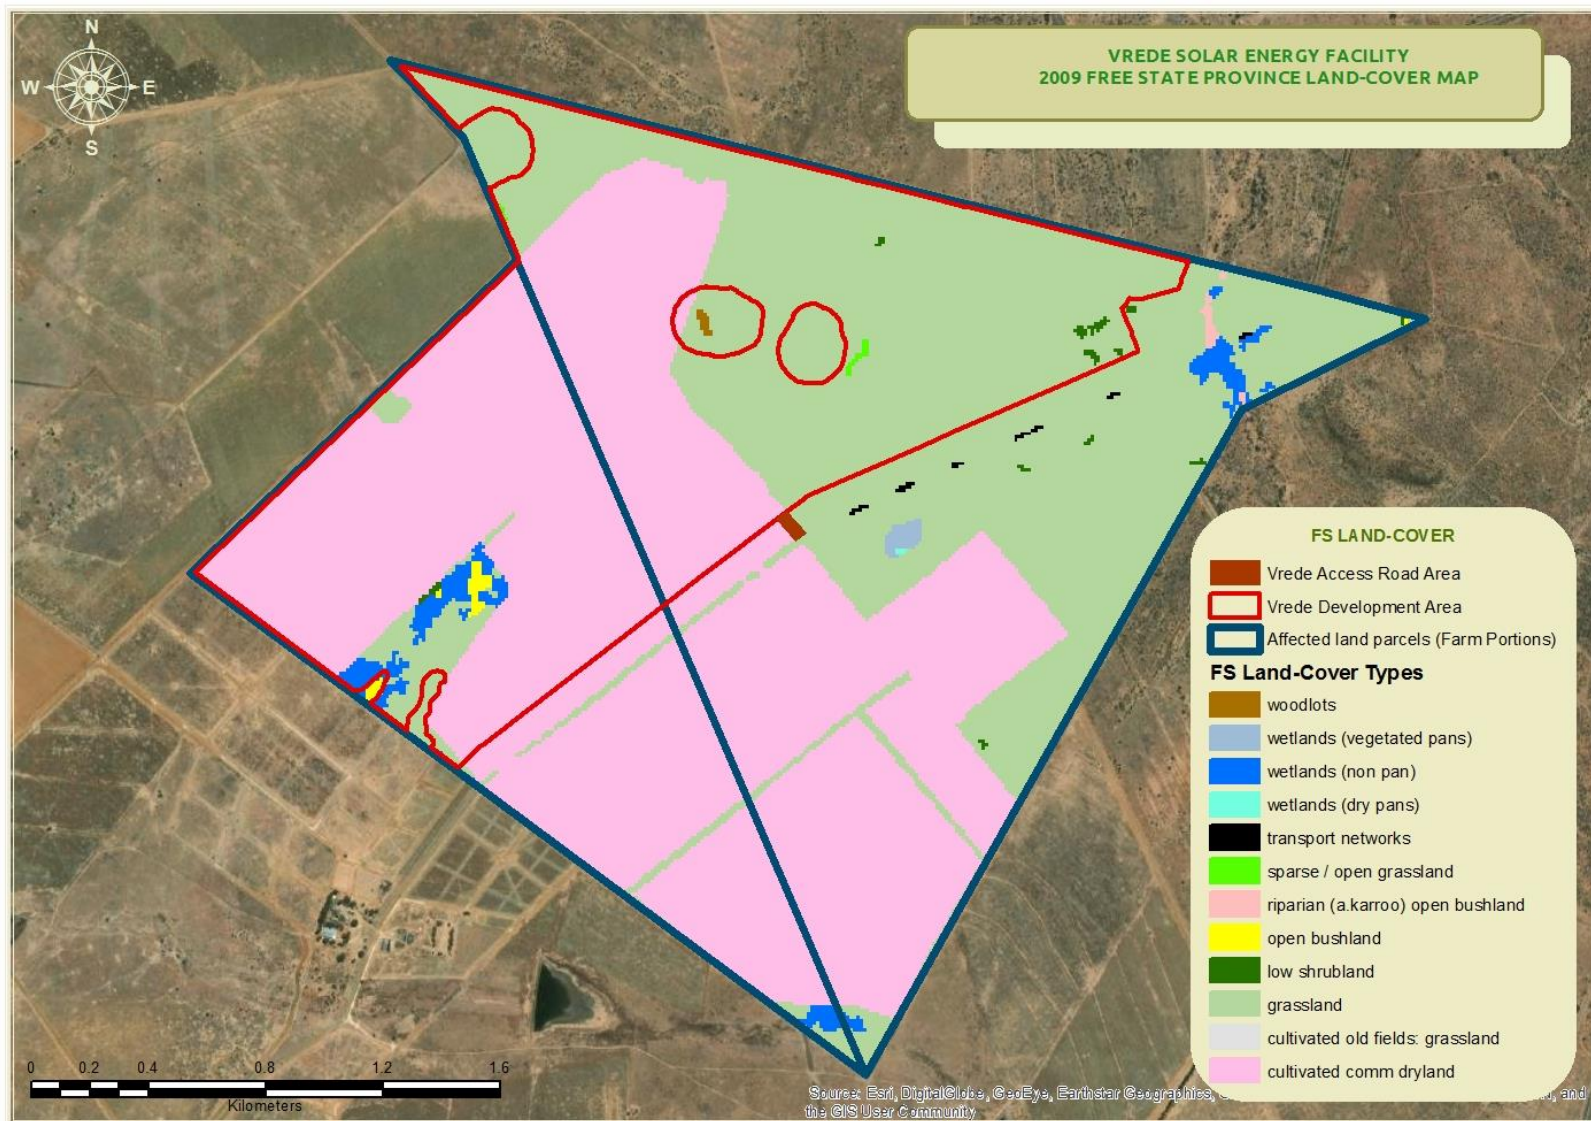 N
W
E
S
VREDE SOLAR ENERGY FACILITY
2009 FREE STATE PROVINCE LAND-COVER MAP
FS LAND-COVER
Vrede Access Road Area
Vrede Development Area
Affected land parcels (Farm Portions)
FS Land-Cover Types
woodlots
wetlands (vegetated pans)
wetlands (non pan)
wetlands (dry pans)
transport networks
sparse / open grassland
riparian (a.karroo) open bushland
open bushland
low shrubland
grassland
cultivated old fields: grassland
cultivated comm dryland
0 0.2 0.4 0.8 1.2 1.6
Kilometers
Source: Esri, DigitalGlobe, GeoEye, Earthstar Geographics, and
the GIS User Community